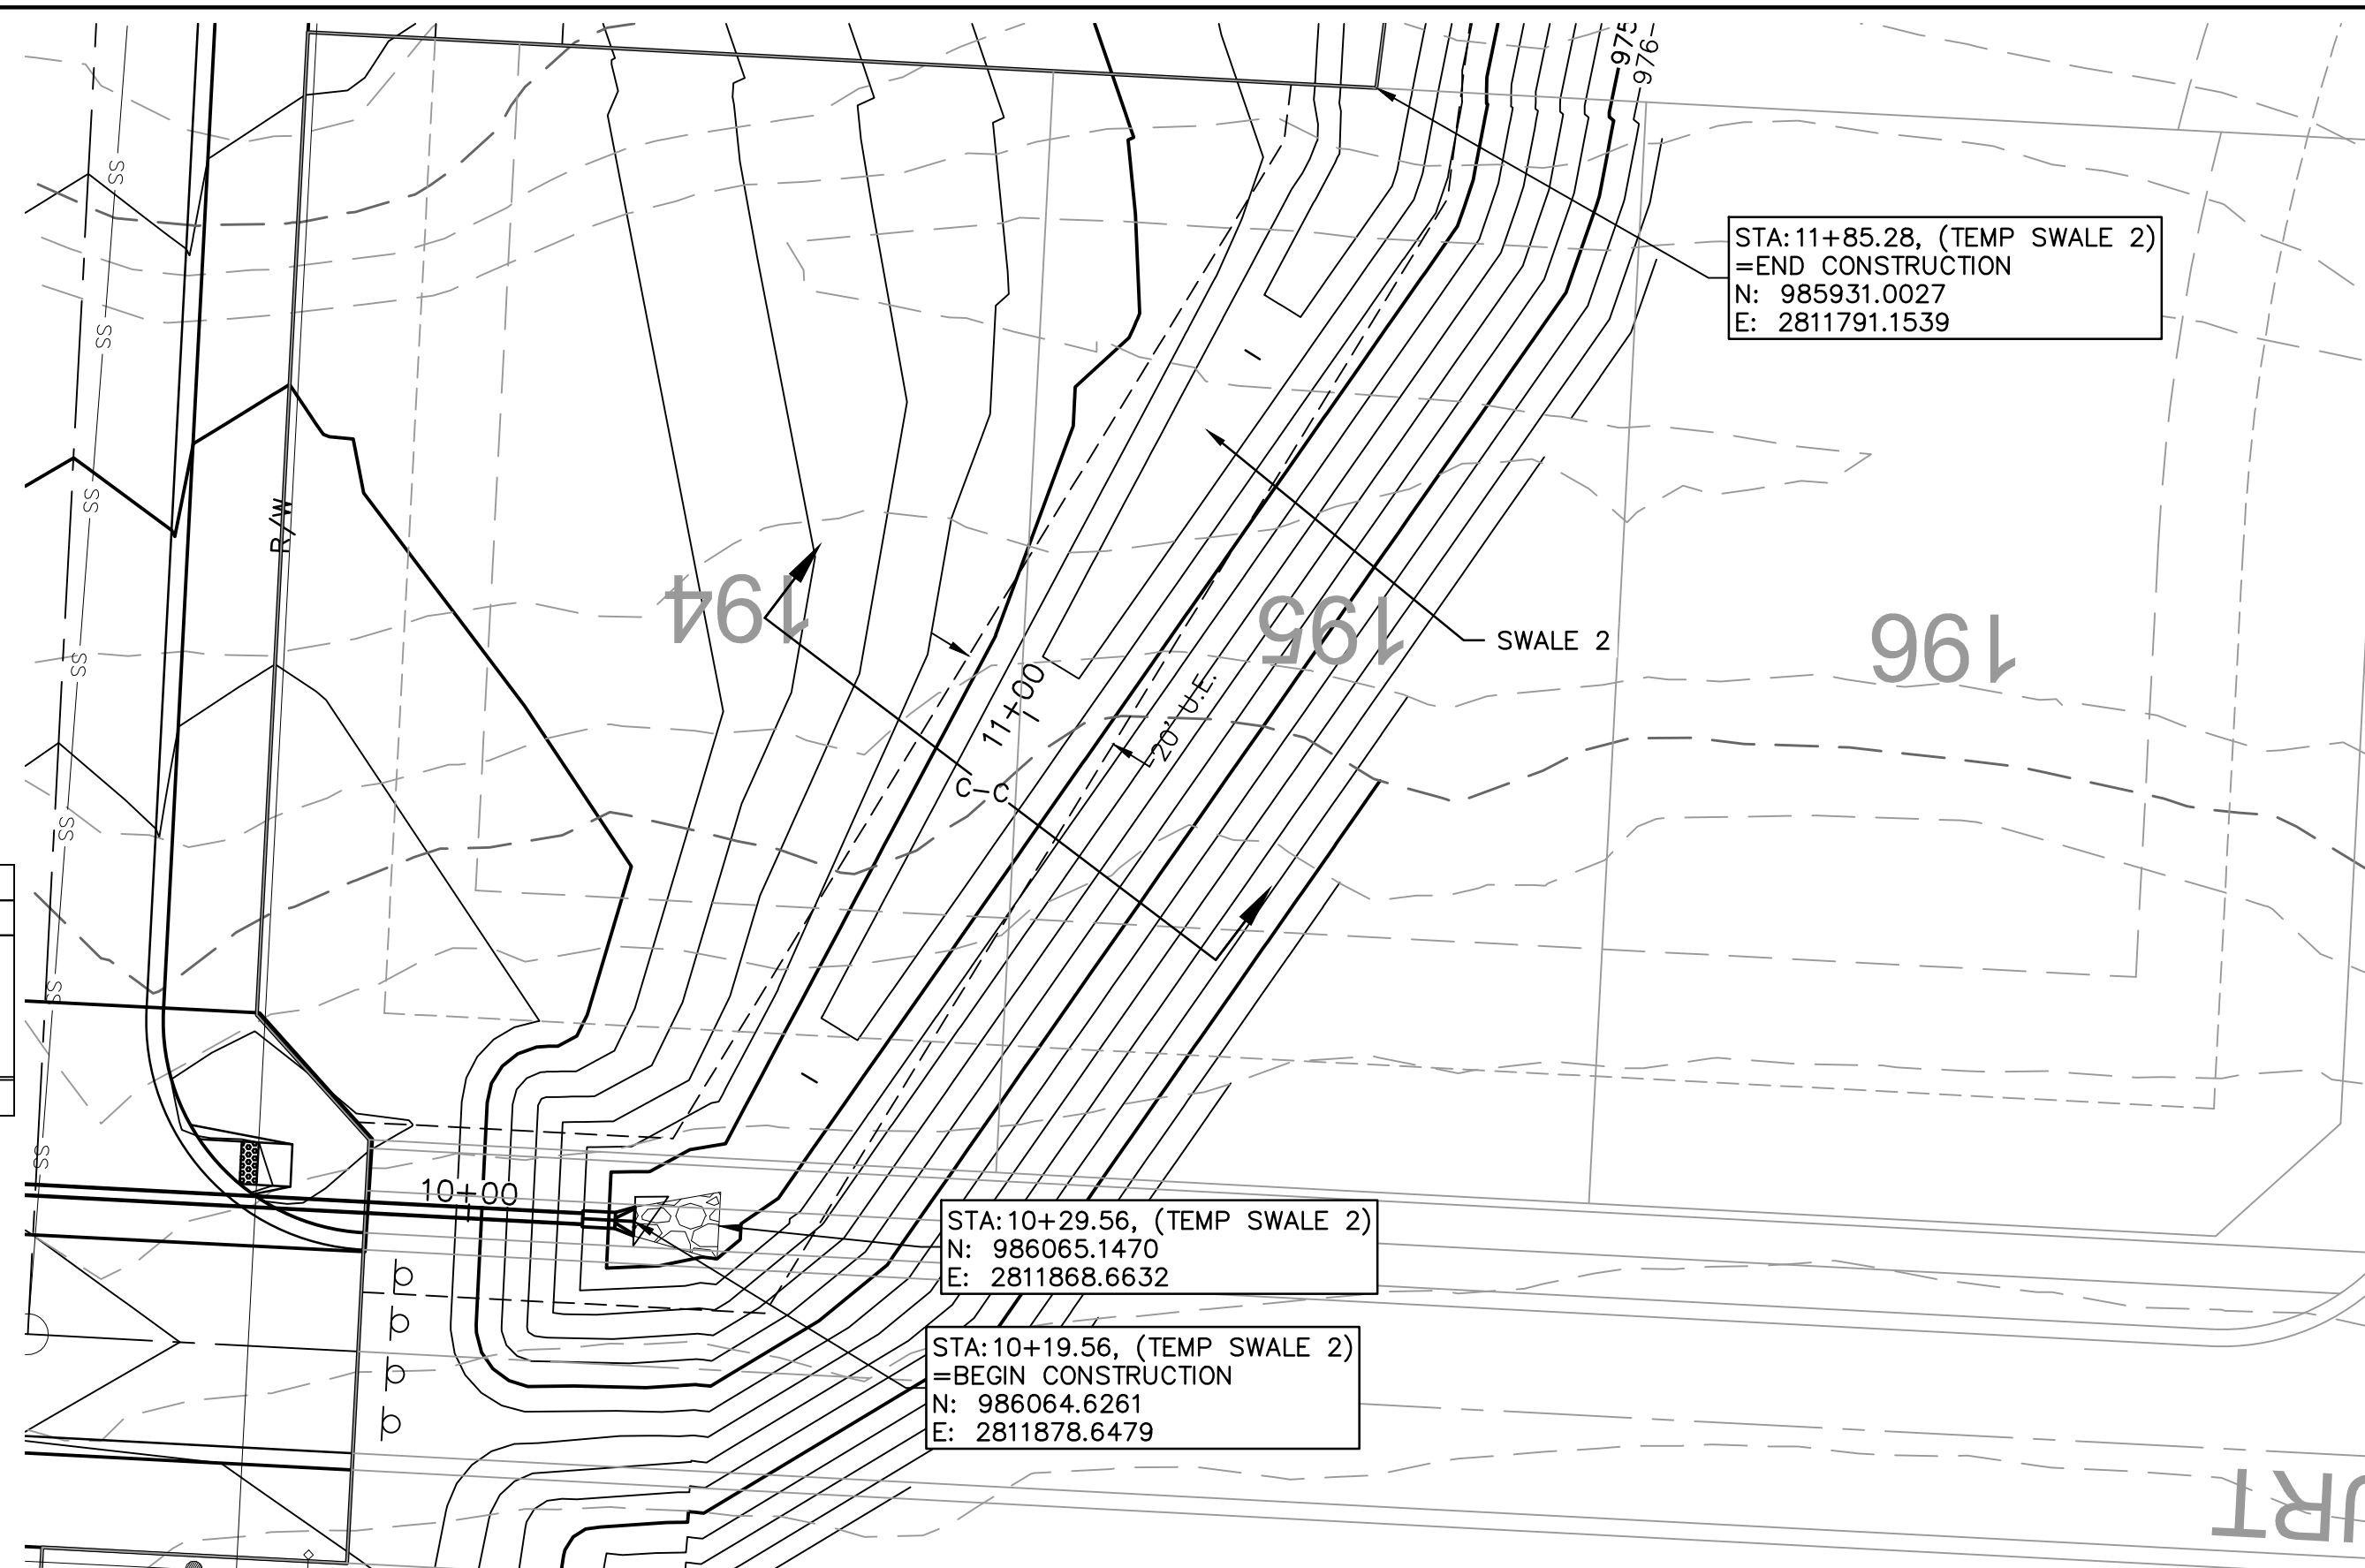 975
976-
SS
SS
STA:11+85.28, (TEMP SWALE 2)
=END CONSTRUCTION
N: 985931.0027
E: 2811791.1539
SS
R/W
194
195
196
SWALE 2
SS
11+00
20' U.E.
C-C
SS
SS
SS
10+00
STA:10+29.56, (TEMP SWALE 2)
N: 986065.1470
E: 2811868.6632
STA:10+19.56, (TEMP SWALE 2)
=BEGIN CONSTRUCTION
N: 986064.6261
E: 2811878.6479